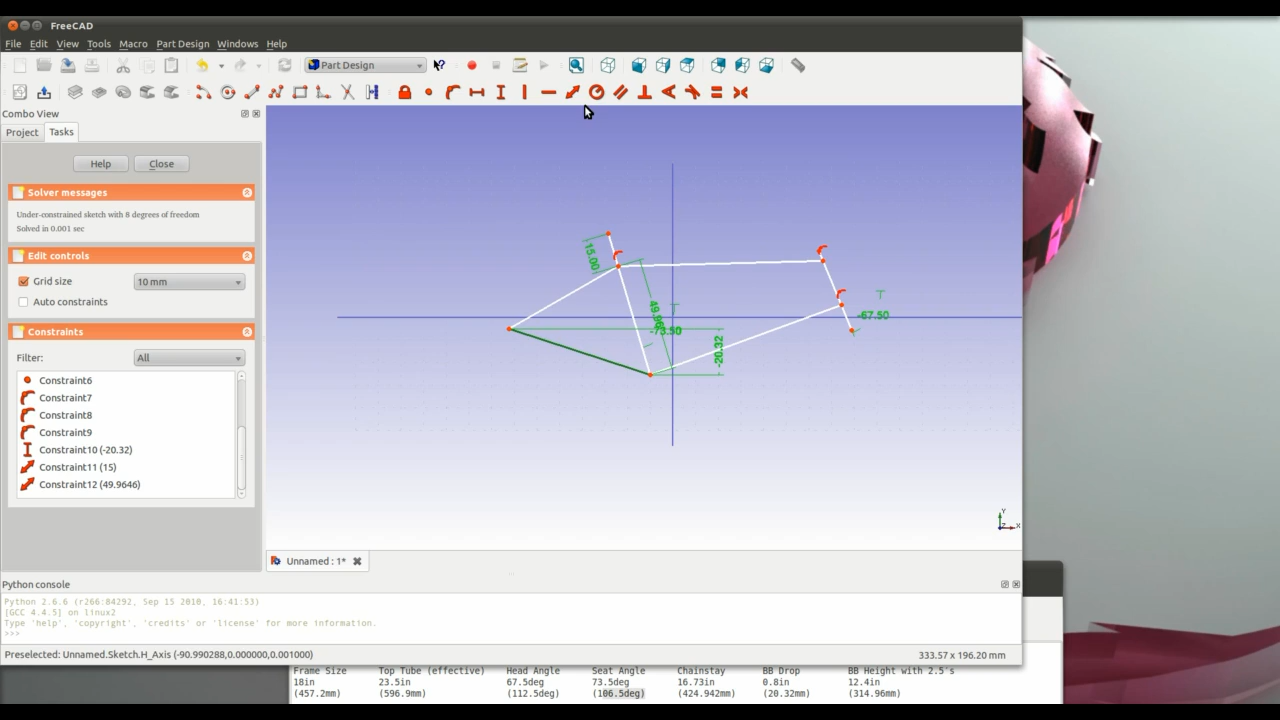 FreeCAD
File Edit View Tools Macro Part Design Windows Help
Part Design
Combo View
Project Tasks
Help Close
Solver messages
Under-constrained sketch with 8 degrees of freedom
Solved in 0.001 sec
Edit controls
Grid size 10 mm
Auto constraints
Constraints
Filter: All
Constraint6
Constraint7
Constraint8
Constraint9
Constraint10 (-20.32)
Constraint11 (15)
Constraint12 (49.9646)
15.00
-73.50
-20.32
-67.50
Y
Z X
Unnamed : 1*
Python console
Python 2.6.6 (r266:84292, Sep 15 2010, 16:41:53)
[GCC 4.4.5] on linux2
Type 'help', 'copyright', 'credits' or 'license' for more information.
>>>
Preselected: Unnamed.Sketch.H_Axis (-90.990288,0.000000,0.001000) 333.57 x 196.20 mm
Frame Size Top Tube (effective) Head Angle Seat Angle Chainstay BB Drop BB Height with 2.5's
18in 23.5in 67.5deg 73.5deg 16.73in 0.8in 12.4in
(457.2mm) (596.9mm) (112.5deg) (106.5deg) (424.942mm) (20.32mm) (314.96mm)